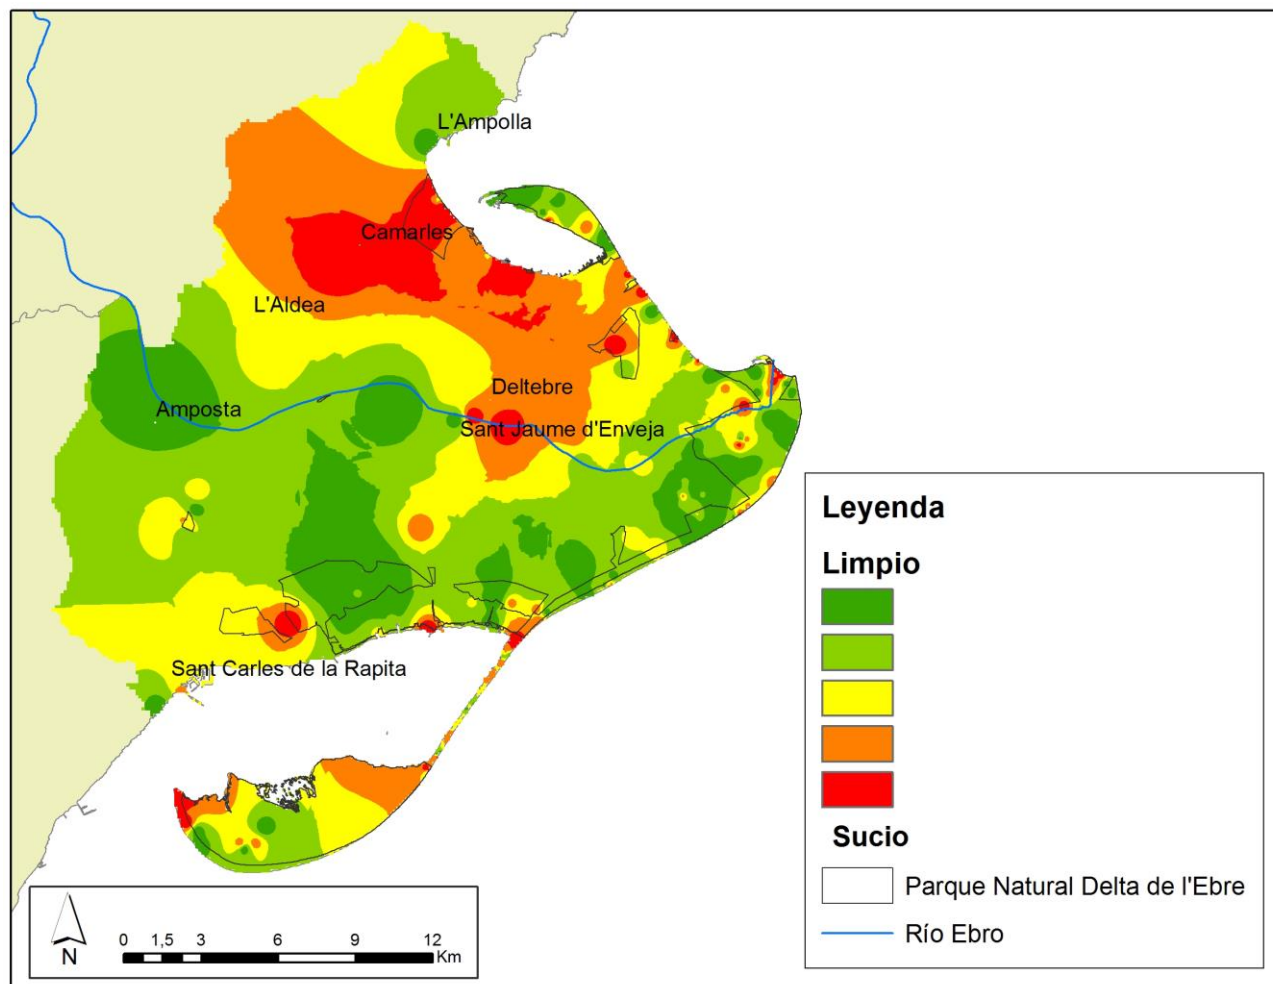 L'Ampolla
Camarles
L'Aldea
Deltebre
Amposta
Sant Jaume d'Enveja
Sant Carles de la Rapita
Leyenda
Limpio
Sucio
Parque Natural Delta de l'Ebre
Río Ebro
N
0 1,5 3 6 9 12
Km